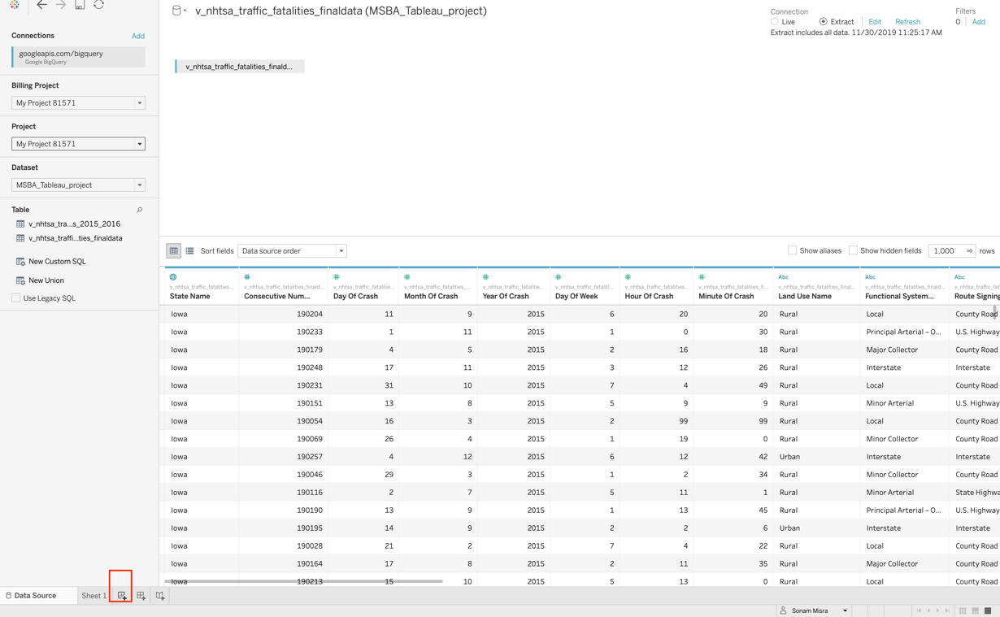 v_nhtsa_traffic_fatalities_finaldata (MSBA_Tableau_project)
Connection
Live Extract Edit Refresh
Extract includes all data. 11/30/2019 11:25:17 AM
Filters
0 Add
Connections Add
googleapis.com/bigquery
Google BigQuery
Billing Project
My Project 81571
Project
My Project 81571
Dataset
MSBA_Tableau_project
Table
v_nhtsa_tra...s_2015_2016
v_nhtsa_traffi...ties_finaldata
New Custom SQL
New Union
Use Legacy SQL
v_nhtsa_traffic_fatalities_finald...
Sort fields Data source order Show aliases Show hidden fields 1,000 rows
# # # # # # # Abc Abc Abc
v_nhtsa_traffic_fatalities... v_nhtsa_traffic_fatalities_finald... v_nhtsa_traffic_fatalitie... v_nhtsa_traffic_fatalities_... v_nhtsa_traffic_fatalitie... v_nhtsa_traffic_fatalit... v_nhtsa_traffic_fatalitie... v_nhtsa_traffic_fatalities_fi... v_nhtsa_traffic_fatalities_final... v_nhtsa_traffic_fatalities_fina... v_nhtsa_traffic_fat
State Name Consecutive Num... Day Of Crash Month Of Crash Year Of Crash Day Of Week Hour Of Crash Minute Of Crash Land Use Name Functional System... Route Signing
Iowa 190204 11 9 2015 6 20 20 Rural Local County Road
Iowa 190233 1 11 2015 1 0 30 Rural Principal Arterial – O... U.S. Highway
Iowa 190179 4 5 2015 2 16 18 Rural Major Collector County Road
Iowa 190248 17 11 2015 3 12 26 Rural Interstate Interstate
Iowa 190231 31 10 2015 7 4 49 Rural Local County Road
Iowa 190151 13 8 2015 5 9 9 Rural Minor Arterial U.S. Highway
Iowa 190054 16 3 2015 2 99 99 Rural Local County Road
Iowa 190069 26 4 2015 1 19 0 Rural Minor Collector County Road
Iowa 190257 4 12 2015 6 12 42 Urban Interstate Interstate
Iowa 190046 29 3 2015 1 2 34 Rural Minor Collector County Road
Iowa 190116 2 7 2015 5 11 1 Rural Minor Arterial State Highwa
Iowa 190190 13 9 2015 1 13 45 Rural Principal Arterial – O... U.S. Highway
Iowa 190195 14 9 2015 2 2 6 Urban Interstate Interstate
Iowa 190028 21 2 2015 7 4 22 Rural Local County Road
Iowa 190164 17 8 2015 2 11 35 Rural Major Collector County Road
Iowa 190213 15 10 2015 5 13 0 Rural Local County Road
Data Source Sheet 1
Sonam Misra